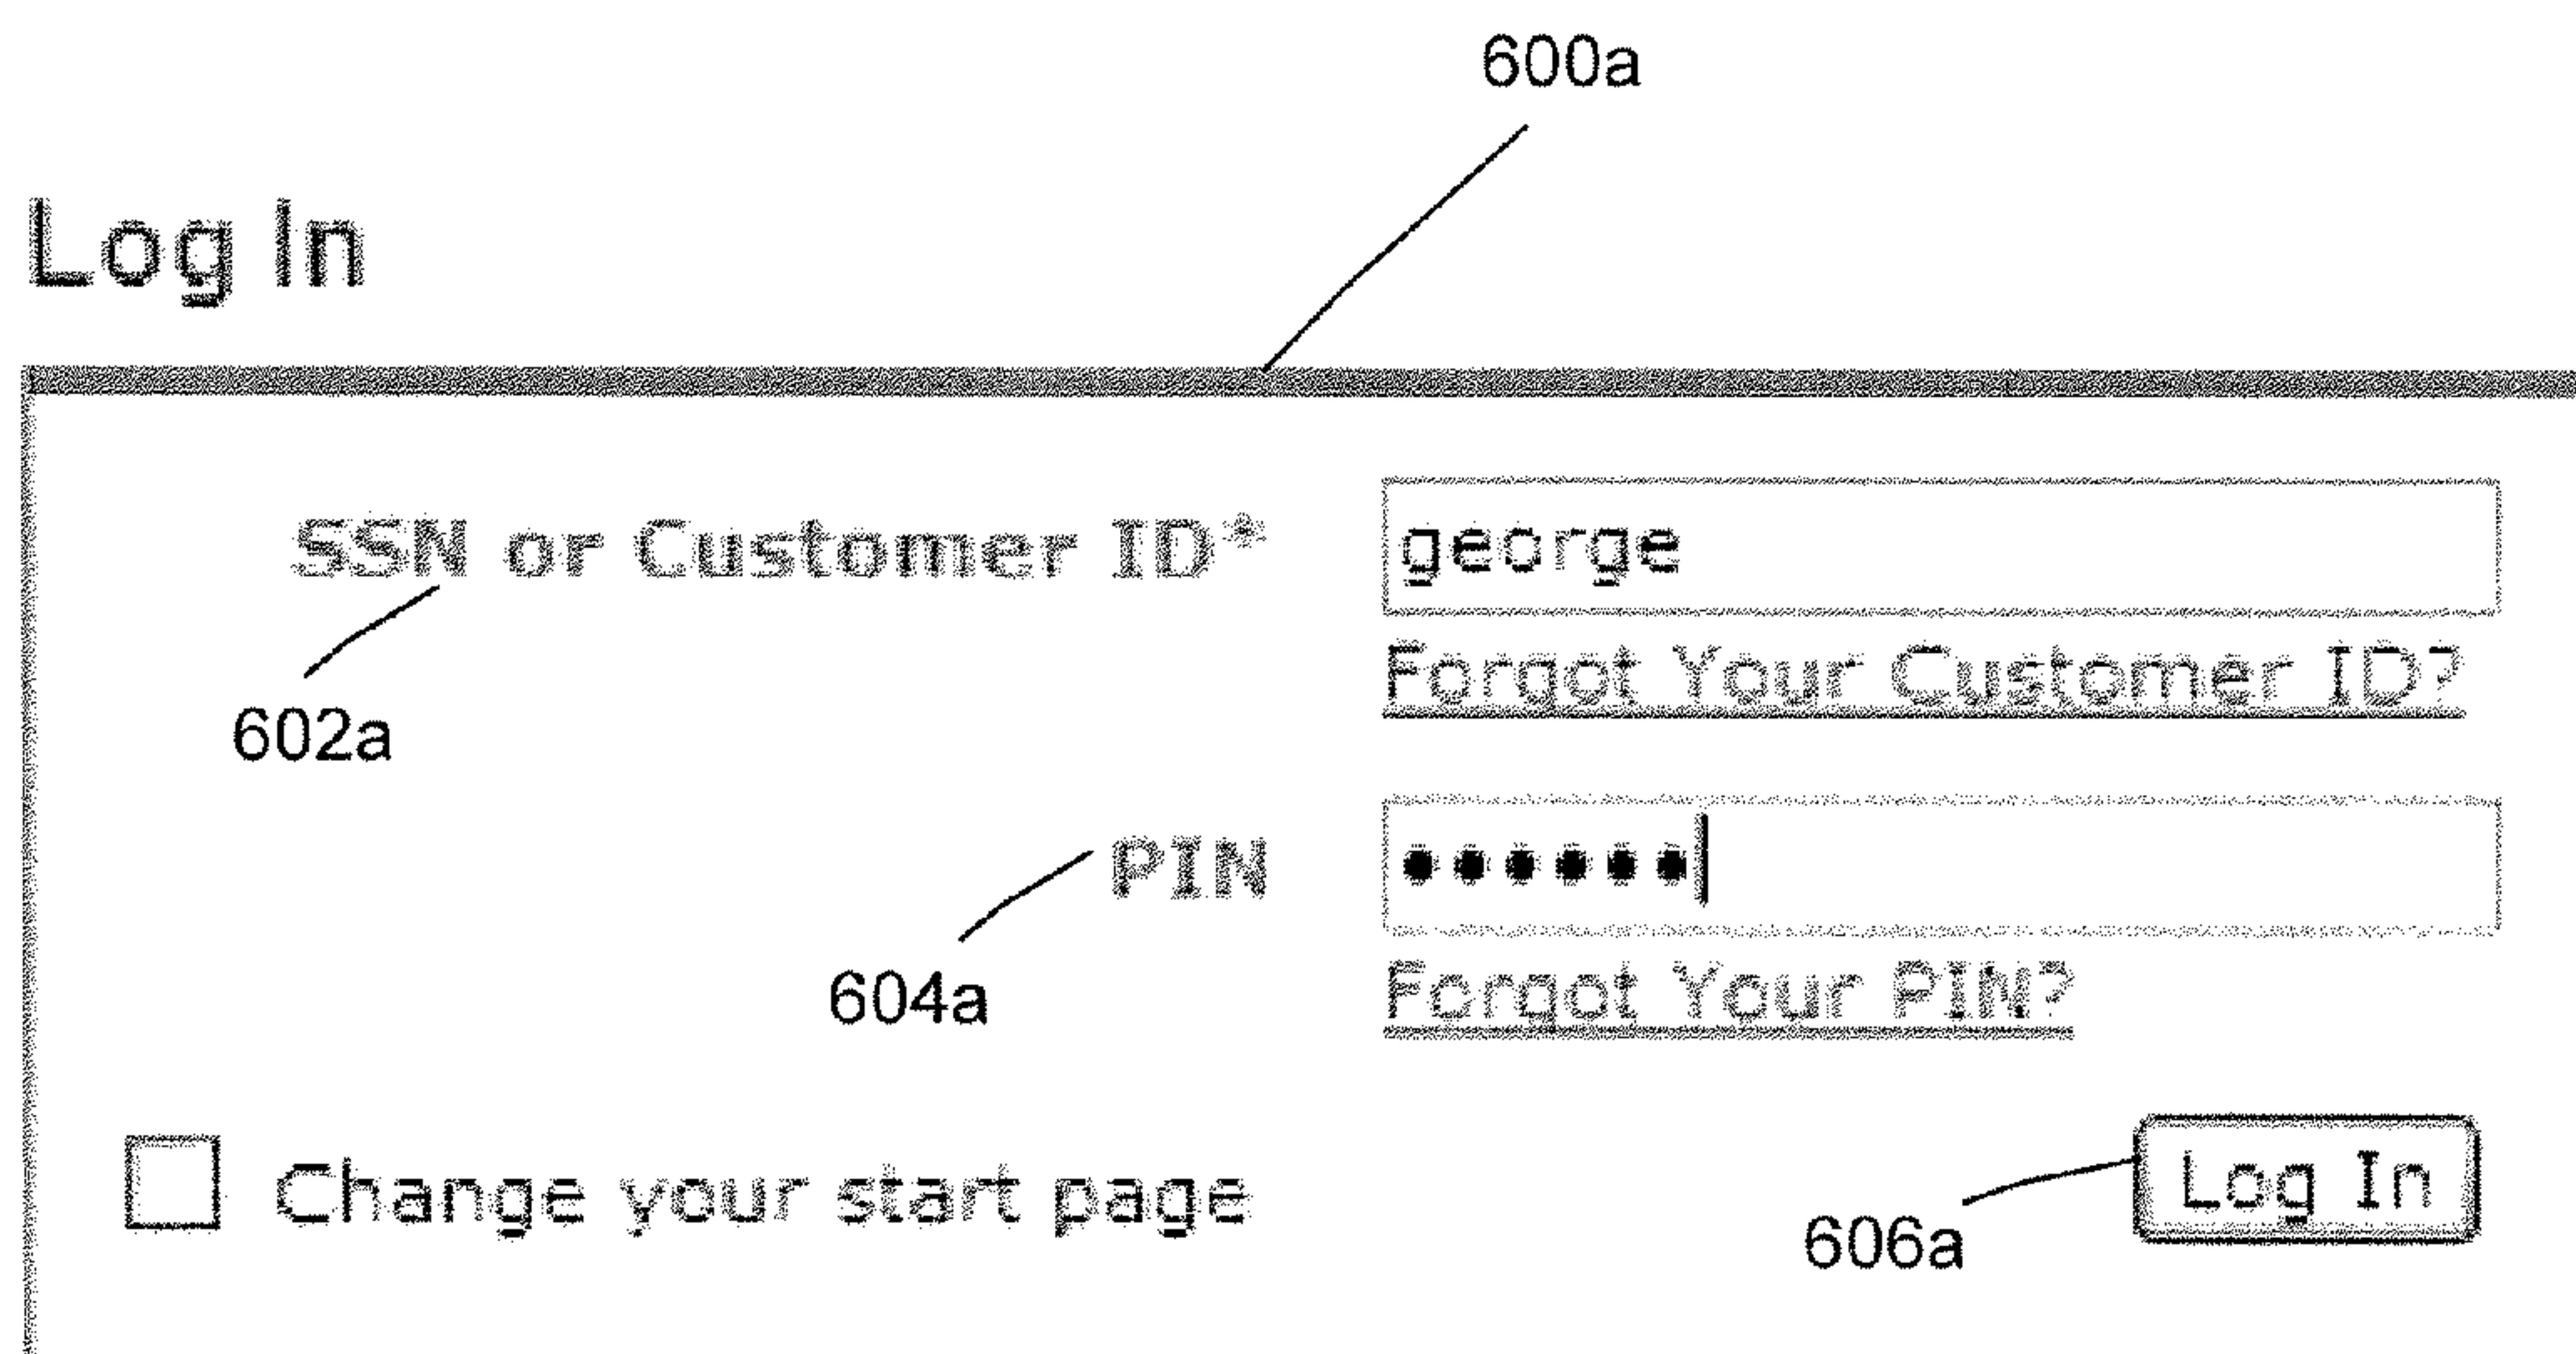 600a
Log In
SSN or Customer ID* george
Forgot Your Customer ID?
602a
PIN ••••••
604a
Forgot Your PIN?
Change your start page Log In
606a